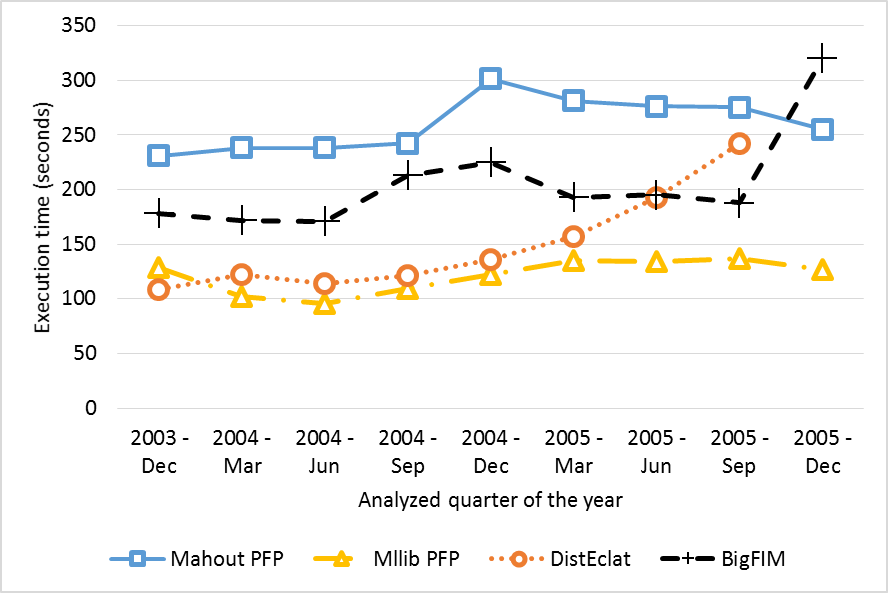 350
300
250
200
150
100
50
0
Execution time (seconds)
2003 - 2004 - 2004 - 2004 - 2004 - 2005 - 2005 - 2005 - 2005 -
Dec Mar Jun Sep Dec Mar Jun Sep Dec
Analyzed quarter of the year
Mahout PFP Mllib PFP DistEclat BigFIM